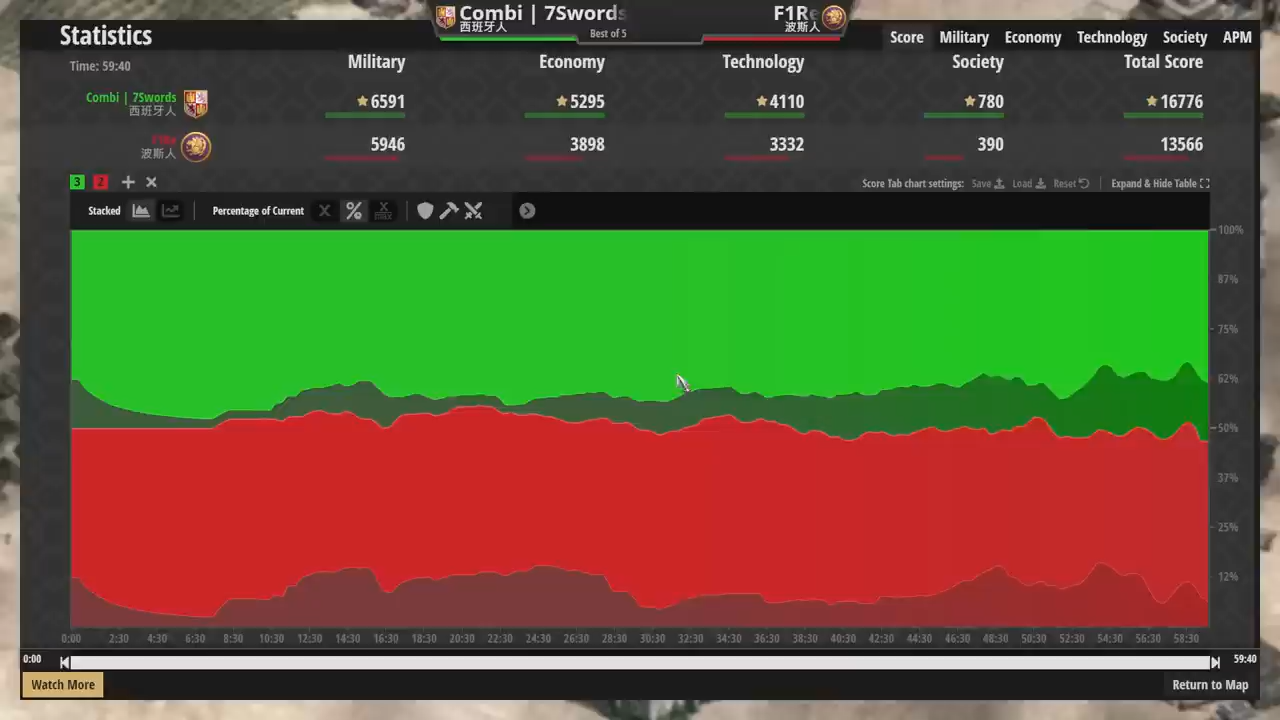 Combi | 7Swords
西班牙人
F1Re
波斯人
Best of 5
Statistics
Score Military Economy Technology Society APM
Time: 59:40
Military Economy Technology Society Total Score
Combi | 7Swords
西班牙人
6591 5295 4110 780 16776
F1Re
波斯人
5946 3898 3332 390 13566
3 2
Score Tab chart settings: Save Load Reset Expand & Hide Table
Stacked Percentage of Current X % X MAX
100%
87%
75%
62%
50%
37%
25%
12%
0:00 2:30 4:30 6:30 8:30 10:30 12:30 14:30 16:30 18:30 20:30 22:30 24:30 26:30 28:30 30:30 32:30 34:30 36:30 38:30 40:30 42:30 44:30 46:30 48:30 50:30 52:30 54:30 56:30 58:30
0:00 59:40
Watch More Return to Map